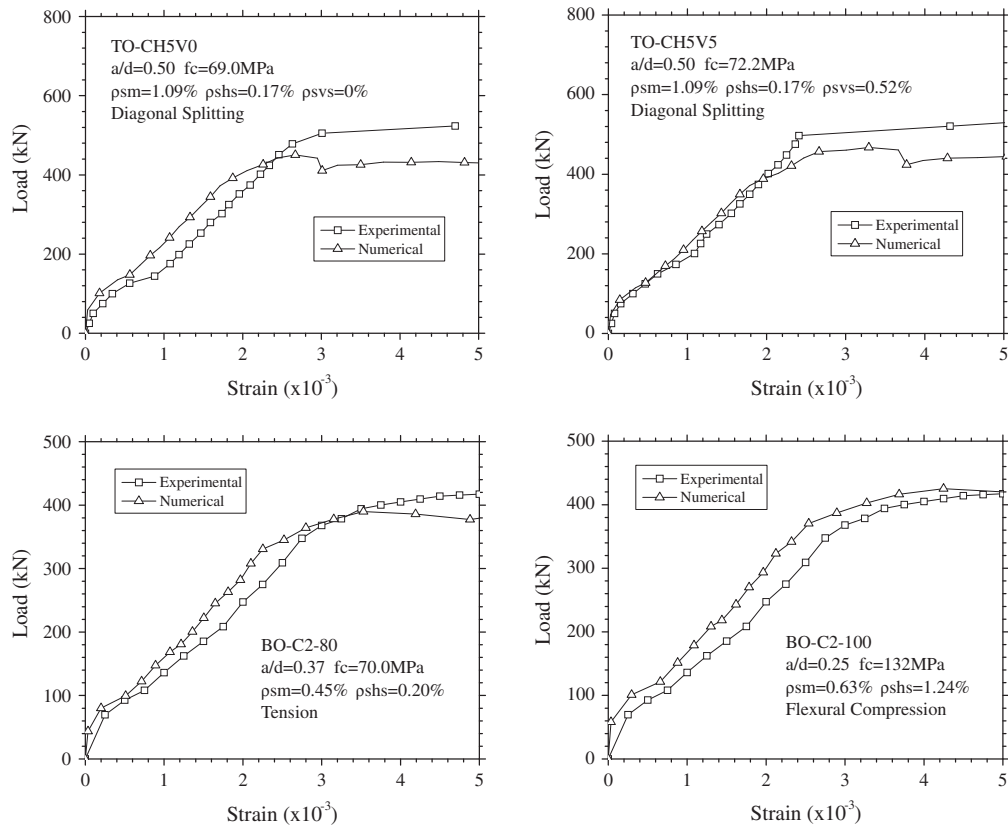 800
600
400
200
0
Load (kN)
TO-CH5V0
a/d=0.50 fc=69.0MPa
ρsm=1.09% ρshs=0.17% ρsvs=0%
Diagonal Splitting
Experimental
Numerical
0 1 2 3 4 5
Strain (x10⁻³)
800
600
400
200
0
Load (kN)
TO-CH5V5
a/d=0.50 fc=72.2MPa
ρsm=1.09% ρshs=0.17% ρsvs=0.52%
Diagonal Splitting
Experimental
Numerical
0 1 2 3 4 5
Strain (x10⁻³)
500
400
300
200
100
0
Load (kN)
Experimental
Numerical
BO-C2-80
a/d=0.37 fc=70.0MPa
ρsm=0.45% ρshs=0.20%
Tension
0 1 2 3 4 5
Strain (x10⁻³)
500
400
300
200
100
0
Load (kN)
Experimental
Numerical
BO-C2-100
a/d=0.25 fc=132MPa
ρsm=0.63% ρshs=1.24%
Flexural Compression
0 1 2 3 4 5
Strain (x10⁻³)